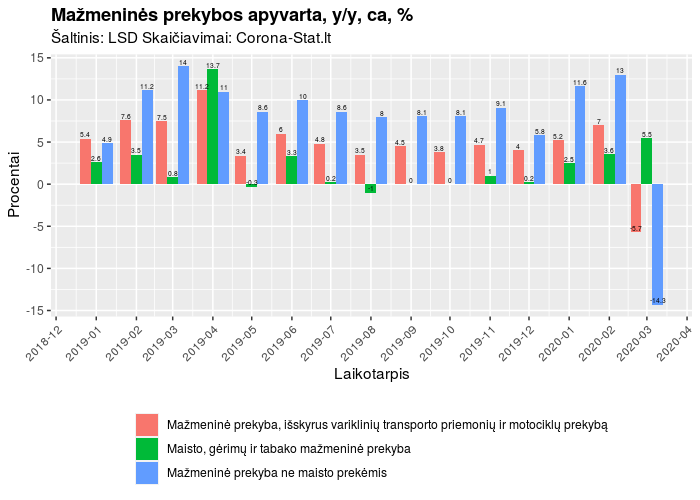 Mažmeninės prekybos apyvarta, y/y, ca, %
Šaltinis: LSD Skaičiavimai: Corona-Stat.lt
Procentai
15
10
5
0
-5
-10
-15
5.4 2.6 4.9
7.6 3.5 11.2
7.5 0.8 14
11.2 13.7 11
3.4 -0.3 8.6
6 3.3 10
4.8 0.2 8.6
3.5 -1 8
4.5 0 8.1
3.8 0 8.1
4.7 1 9.1
4 0.2 5.8
5.2 2.5 11.6
7 3.6 13
-5.7 5.5 -14.3
2018-12
2019-01
2019-02
2019-03
2019-04
2019-05
2019-06
2019-07
2019-08
2019-09
2019-10
2019-11
2019-12
2020-01
2020-02
2020-03
2020-04
Laikotarpis
Mažmeninė prekyba, išskyrus variklinių transporto priemonių ir motociklų prekybą
Maisto, gėrimų ir tabako mažmeninė prekyba
Mažmeninė prekyba ne maisto prekėmis